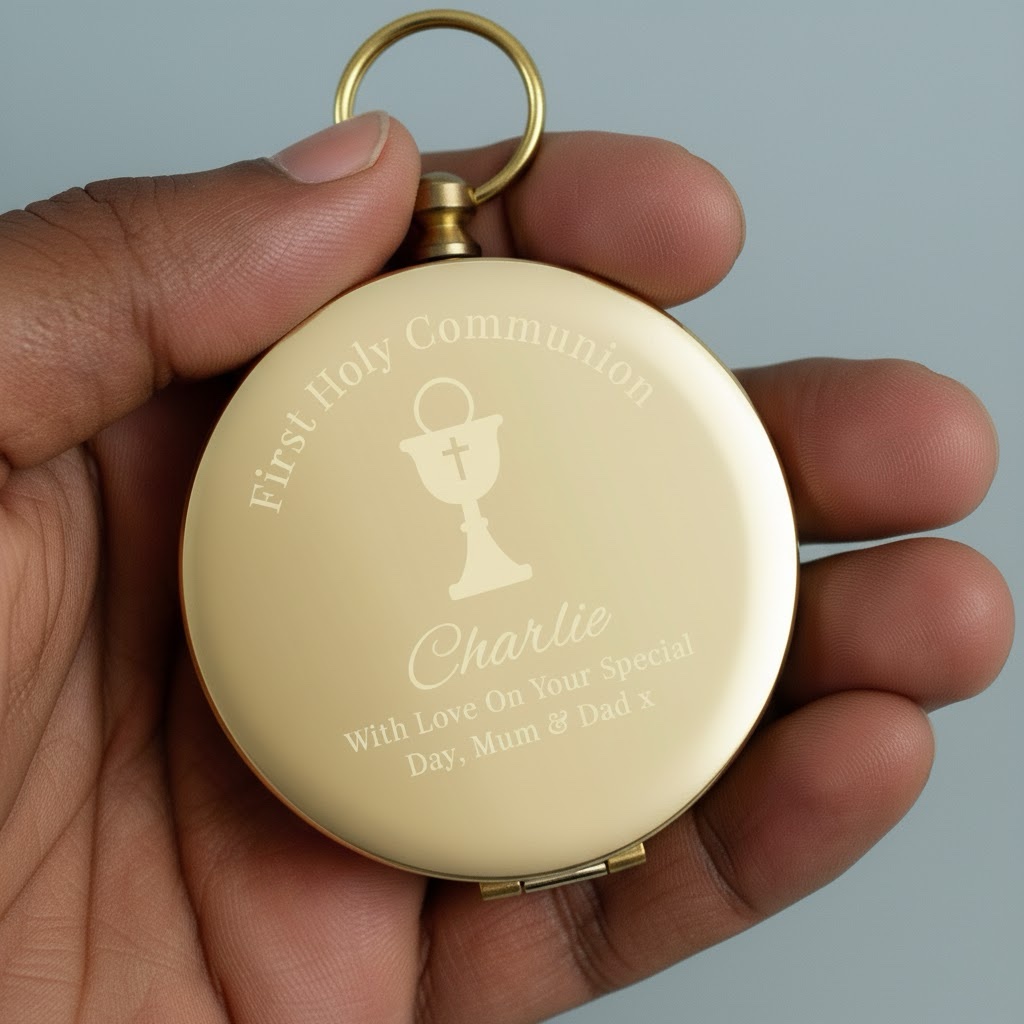 First Holy Communion
Charlie
With Love On Your Special
Day, Mum & Dad x